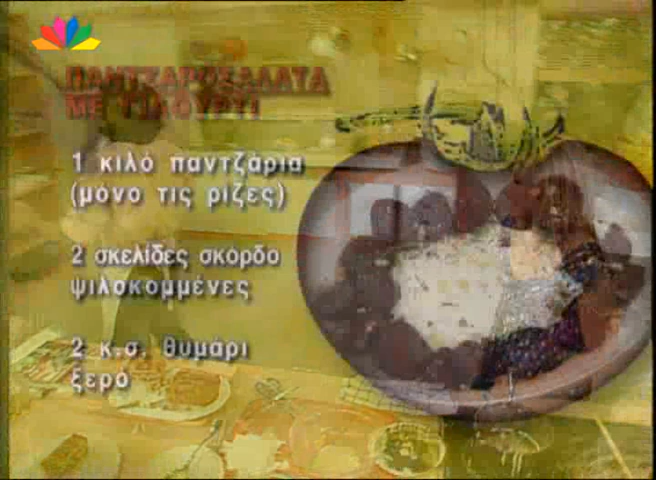 ΠΑΝΤΖΑΡΟΣΑΛΑΤΑ
ΜΕ ΓΙΑΟΥΡΤΙ
1 κιλό παντζάρια
(μόνο τις ρίζες)
2 σκελίδες σκόρδο
ψιλοκομμένες
2 κ.σ. θυμάρι
ξερό